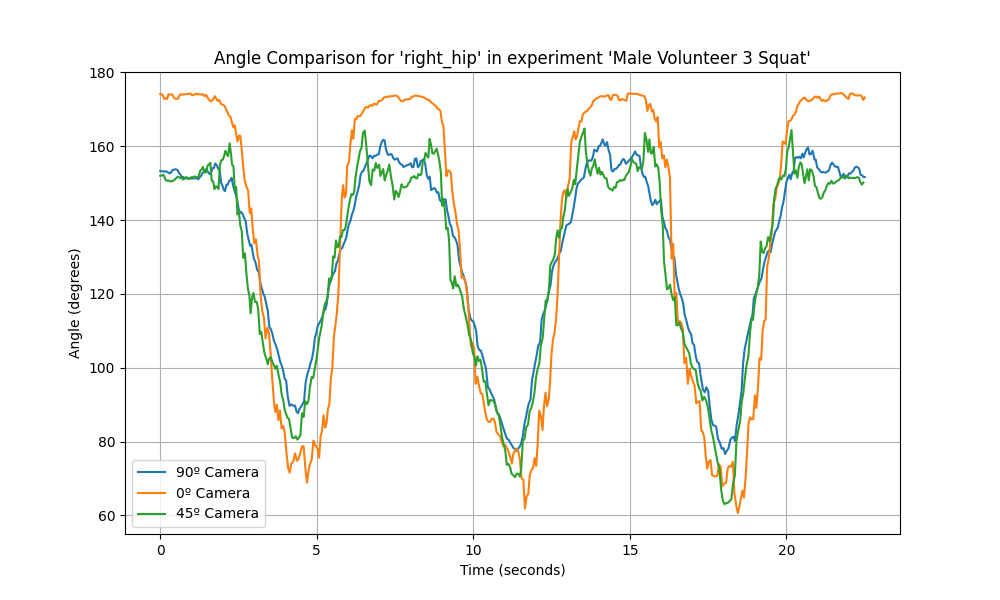 Angle Comparison for 'right_hip' in experiment 'Male Volunteer 3 Squat'
180
160
140
120
100
80
60
Angle (degrees)
90º Camera
0º Camera
45º Camera
0 5 10 15 20
Time (seconds)